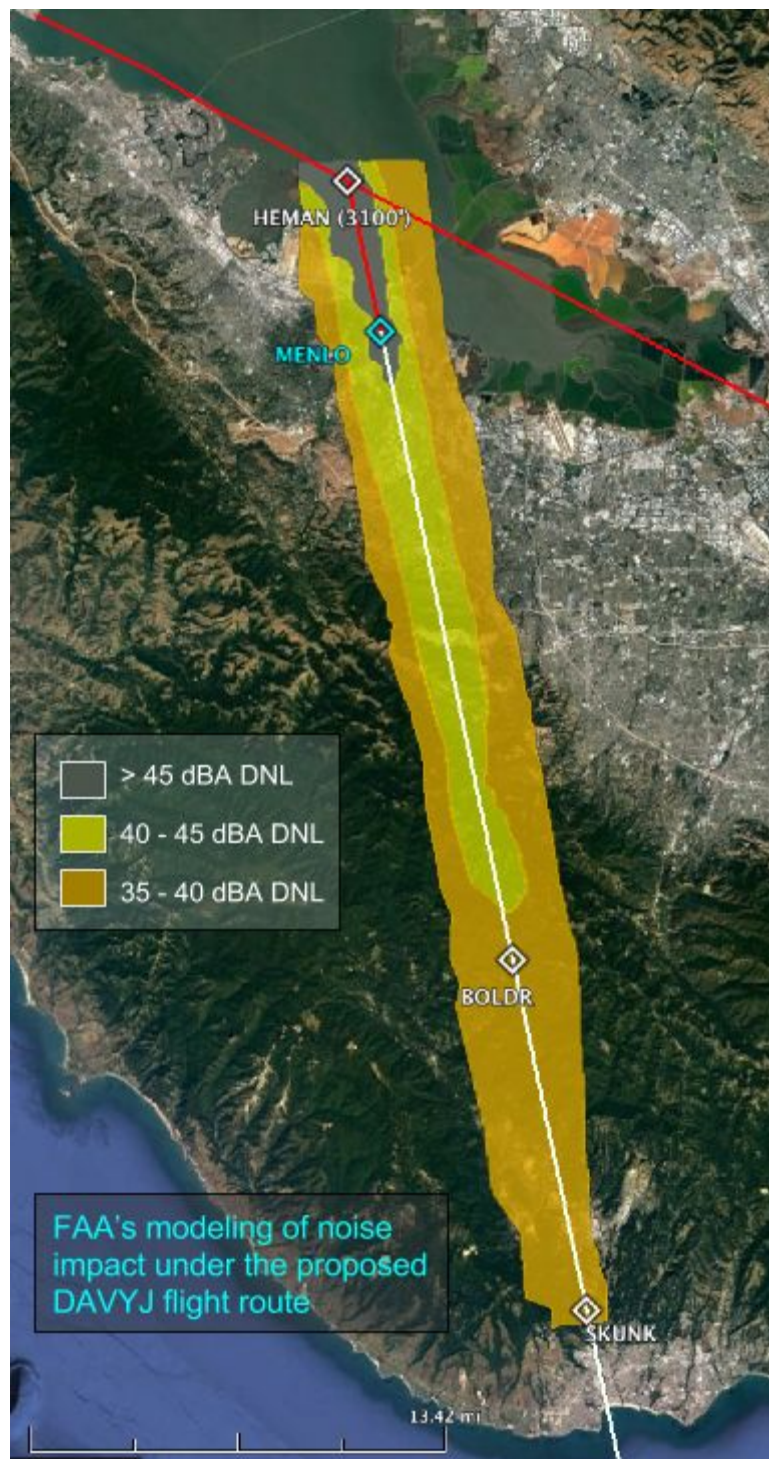 HEMAN (3100')
MENLO
> 45 dBA DNL
40 - 45 dBA DNL
35 - 40 dBA DNL
BOLDR
FAA's modeling of noise
impact under the proposed
DAVYJ flight route
SKUNK
13.42 mi